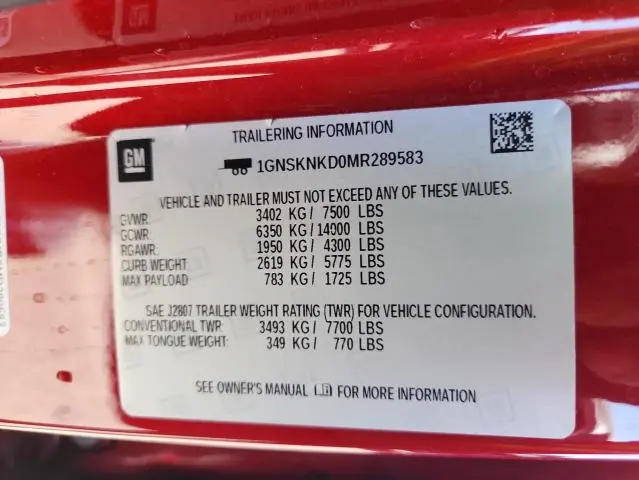 GM
TRAILERING INFORMATION
1GNSKNKD0MR289583
VEHICLE AND TRAILER MUST NOT EXCEED ANY OF THESE VALUES.
GVWR: 3402 KG/ 7500 LBS
GCWR: 6350 KG/14000 LBS
RGAWR: 1950 KG/ 4300 LBS
CURB WEIGHT 2619 KG/ 5775 LBS
MAX PAYLOAD: 783 KG/ 1725 LBS
SAE J2807 TRAILER WEIGHT RATING (TWR) FOR VEHICLE CONFIGURATION.
CONVENTIONAL TWR: 3493 KG/ 7700 LBS
MAX TONGUE WEIGHT: 349 KG/ 770 LBS
SEE OWNER'S MANUAL FOR MORE INFORMATION